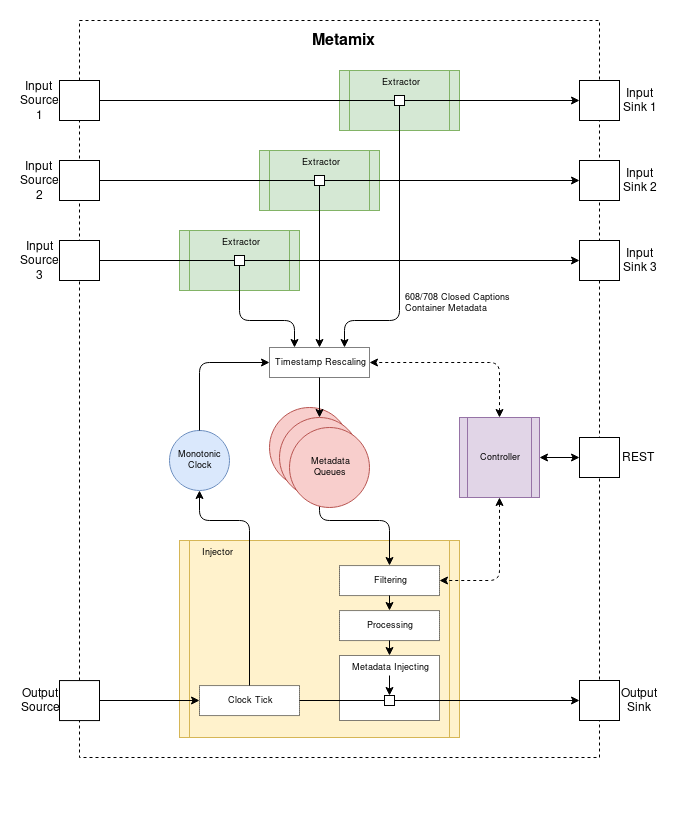 Metamix
Input
Source
1
Extractor
Input
Sink 1
Input
Source
2
Extractor
Input
Sink 2
Input
Source
3
Extractor
Input
Sink 3
608/708 Closed Captions
Container Metadata
Timestamp Rescaling
Monotonic
Clock
Metadata
Queues
Controller
REST
Injector
Filtering
Processing
Metadata Injecting
Output
Source
Clock Tick
Output
Sink